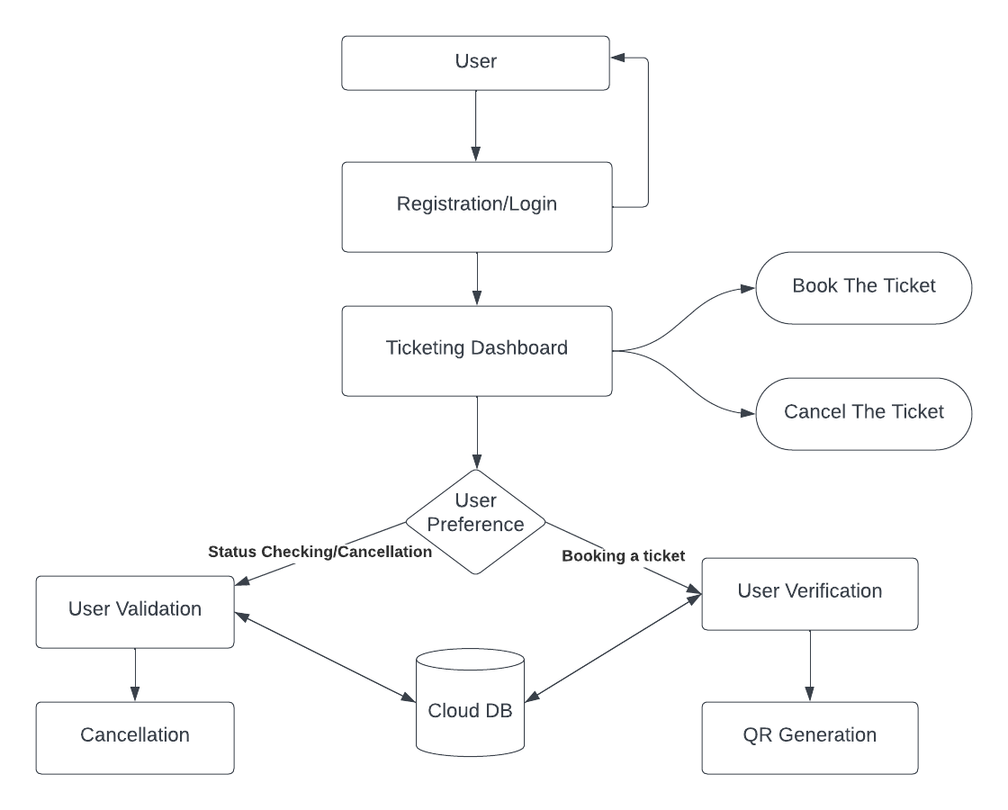 User
Registration/Login
Book The Ticket
Ticketing Dashboard
Cancel The Ticket
User
Preference
Status Checking/Cancellation
Booking a ticket
User Validation
User Verification
Cloud DB
Cancellation
QR Generation